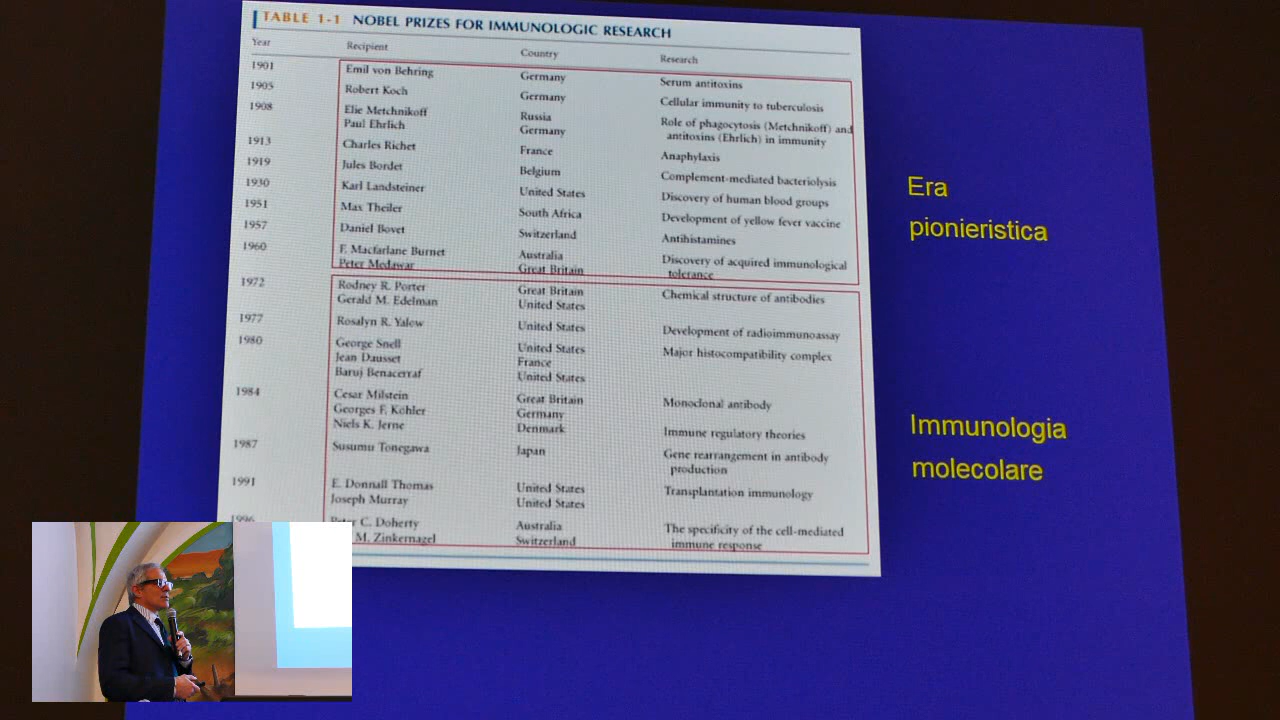 TABLE 1-1 NOBEL PRIZES FOR IMMUNOLOGIC RESEARCH
Year Recipient Country Research
1901 Emil von Behring Germany Serum antitoxins
1905 Robert Koch Germany Cellular immunity to tuberculosis
1908 Elie Metchnikoff Russia Role of phagocytosis (Metchnikoff) and
Paul Ehrlich Germany antitoxins (Ehrlich) in immunity
1913 Charles Richet France Anaphylaxis
1919 Jules Bordet Belgium Complement-mediated bacteriolysis
1930 Karl Landsteiner United States Discovery of human blood groups
1951 Max Theiler South Africa Development of yellow fever vaccine
1957 Daniel Bovet Switzerland Antihistamines
1960 F. Macfarlane Burnet Australia Discovery of acquired immunological
Peter Medawar Great Britain tolerance
1972 Rodney R. Porter Great Britain Chemical structure of antibodies
Gerald M. Edelman United States
1977 Rosalyn R. Yalow United States Development of radioimmunoassay
1980 George Snell United States Major histocompatibility complex
Jean Dausset France
Baruj Benacerraf United States
1984 Cesar Milstein Great Britain Monoclonal antibody
Georges F. Köhler Germany
Niels K. Jerne Denmark Immune regulatory theories
1987 Susumu Tonegawa Japan Gene rearrangement in antibody
production
1991 E. Donnall Thomas United States Transplantation immunology
Joseph Murray United States
1996 C. Doherty Australia The specificity of the cell-mediated
M. Zinkernagel Switzerland immune response
Era
pionieristica
Immunologia
molecolare